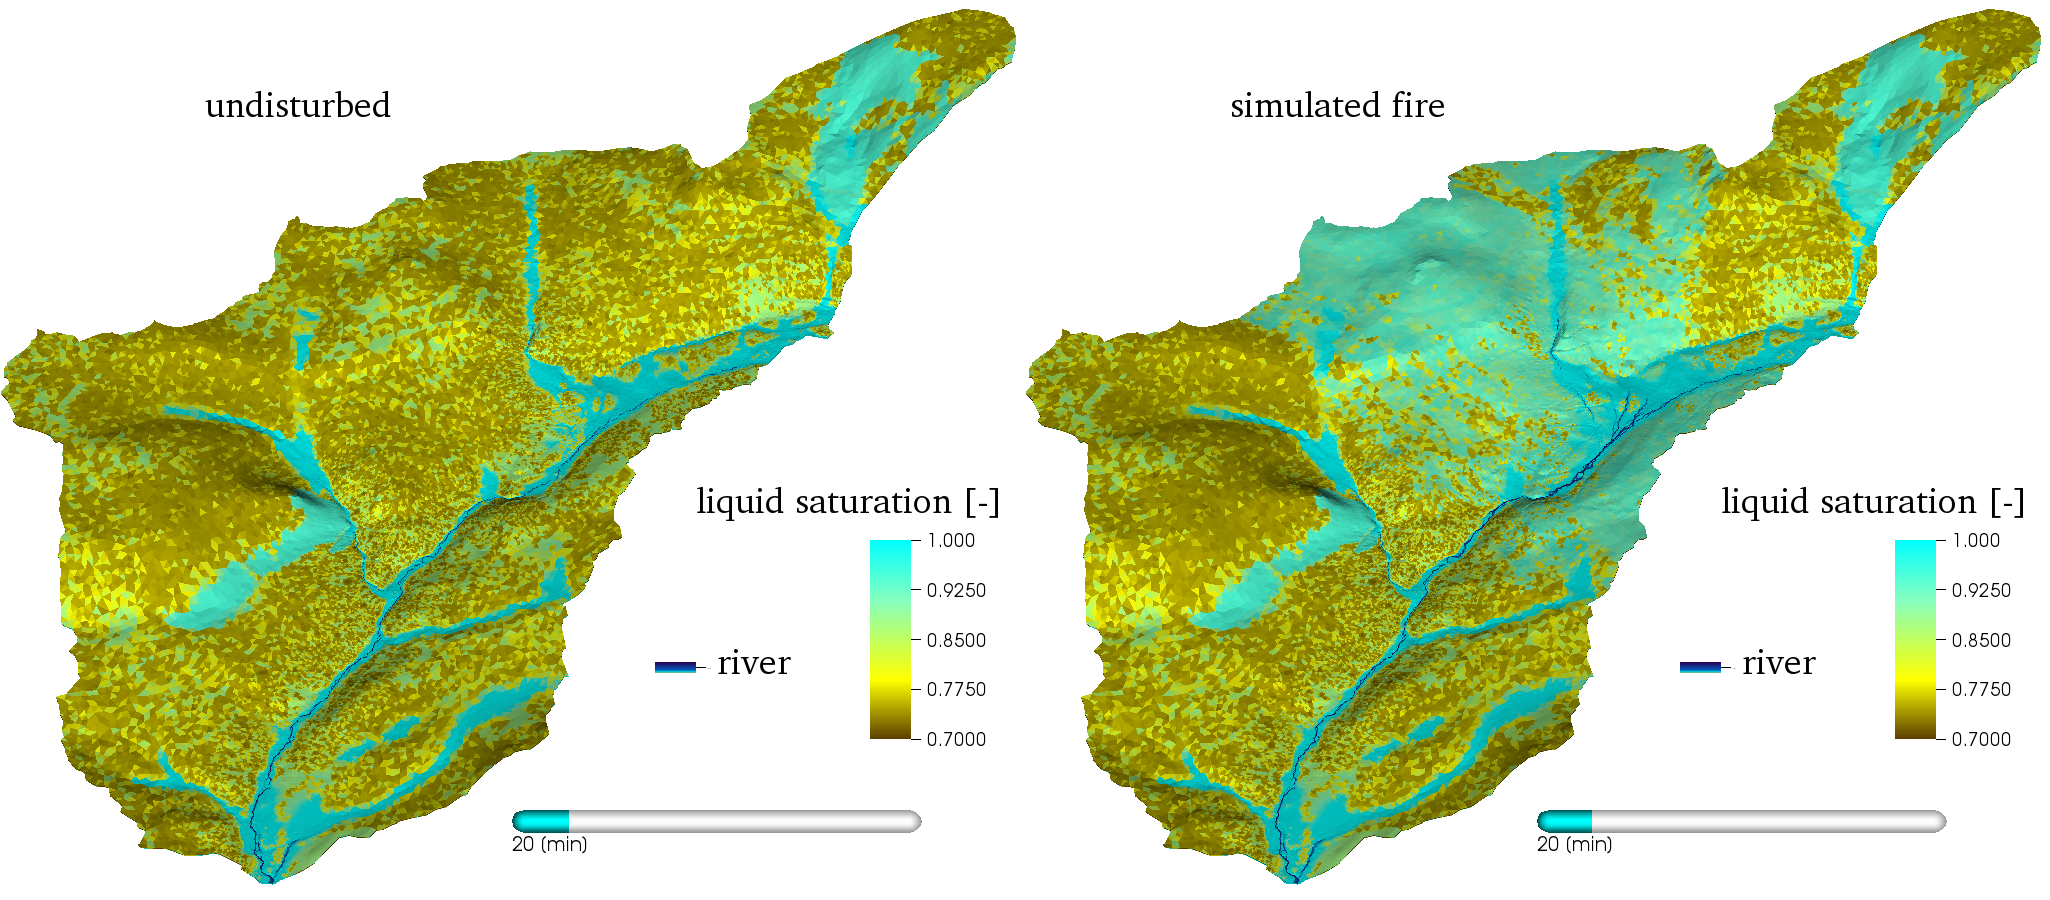 undisturbed
liquid saturation [-]
1.000
0.9250
0.8500
0.7750
0.7000
river
20 (min)
simulated fire
liquid saturation [-]
1.000
0.9250
0.8500
0.7750
0.7000
river
20 (min)